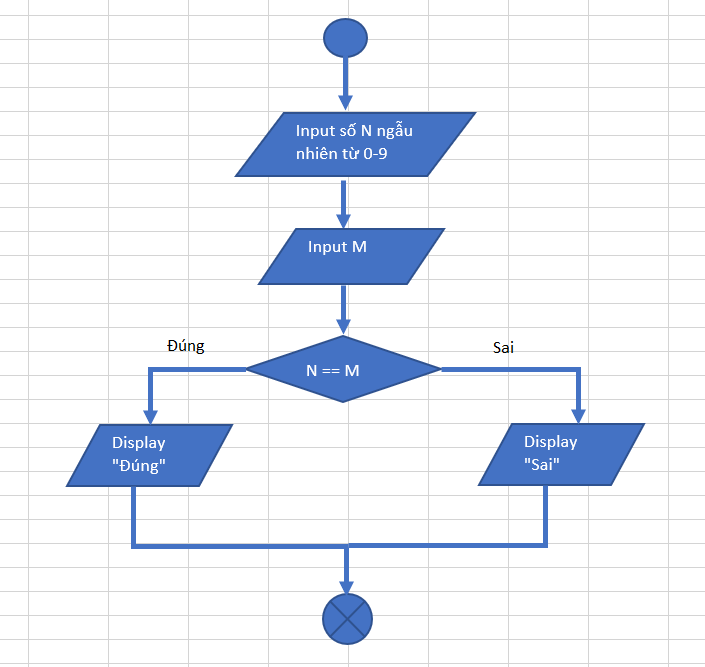 Input số N ngẫu
nhiên từ 0-9
Input M
Đúng
Sai
N == M
Display
"Đúng"
Display
"Sai"